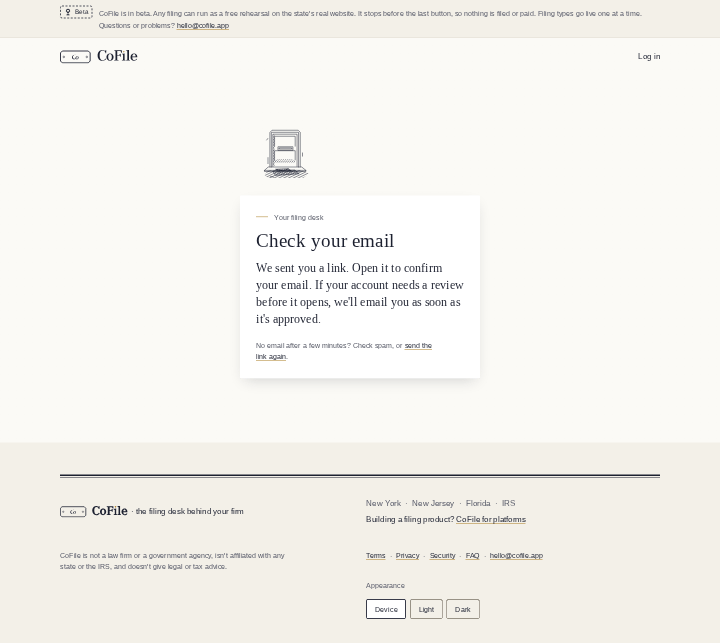 Beta
CoFile is in beta. Any filing can run as a free rehearsal on the state's real website. It stops before the last button, so nothing is filed or paid. Filing types go live one at a time.
Questions or problems? hello@cofile.app
Co CoFile
Log in
Your filing desk
Check your email
We sent you a link. Open it to confirm
your email. If your account needs a review
before it opens, we'll email you as soon as
it's approved.
No email after a few minutes? Check spam, or send the
link again.
Co CoFile · the filing desk behind your firm
New York · New Jersey · Florida · IRS
Building a filing product? CoFile for platforms
CoFile is not a law firm or a government agency, isn't affiliated with any
state or the IRS, and doesn't give legal or tax advice.
Terms · Privacy · Security · FAQ · hello@cofile.app
Appearance
Device Light Dark